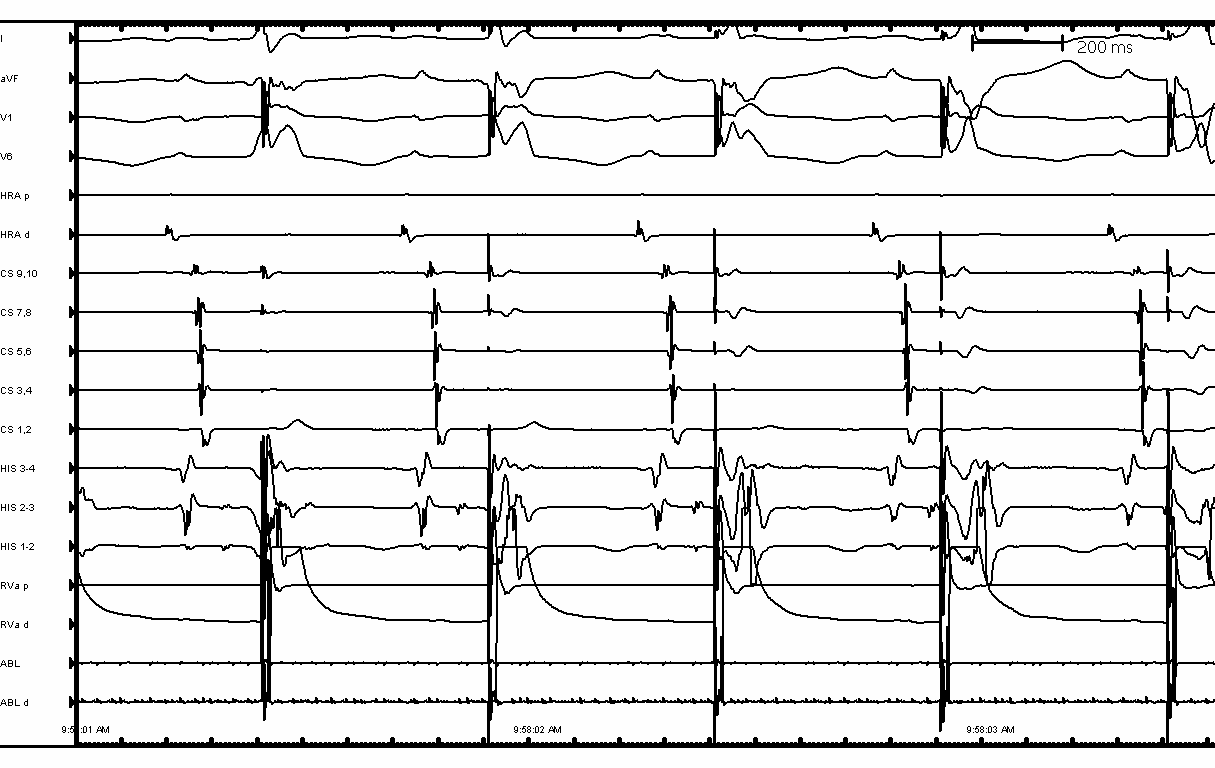 I
200 ms
aVF
V1
V6
HRA p
HRA d
CS 9,10
CS 7,8
CS 5,6
CS 3-4
CS 1,2
HIS 3-4
HIS 2-3
HIS 1-2
RVa p
RVa d
ABL
ABL d
:01 AM 9:58:02 AM 9:58:03 AM